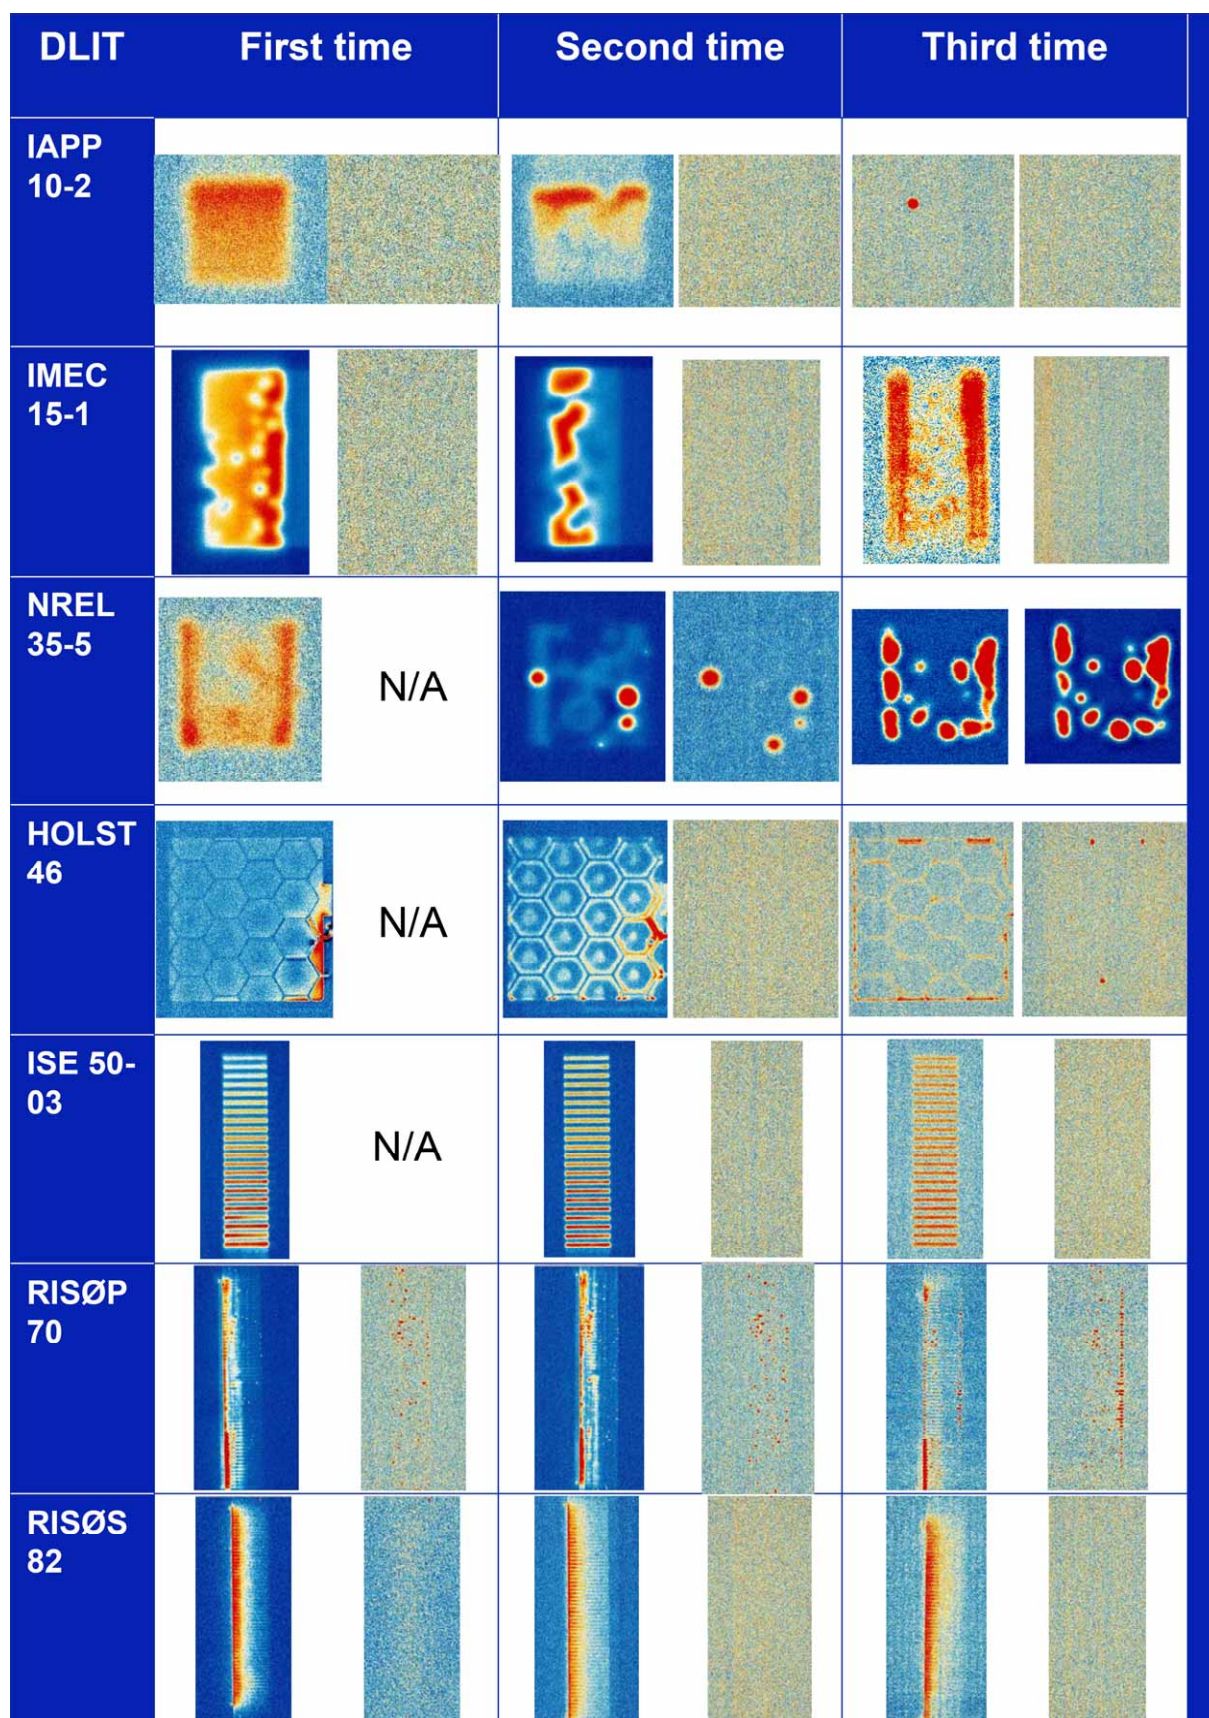 DLIT First time Second time Third time
IAPP
10-2
IMEC
15-1
NREL
35-5
N/A
HOLST
46
N/A
ISE 50-
03
N/A
RISØP
70
RISØS
82